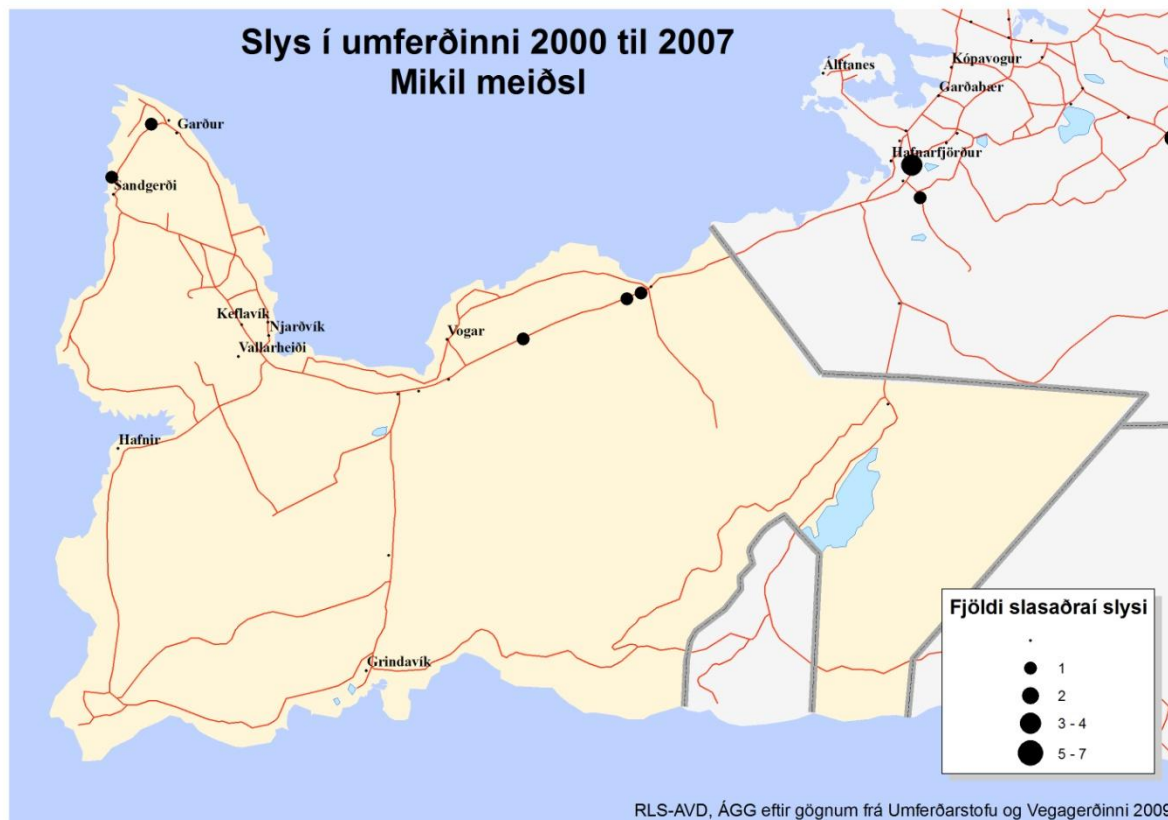 Slys í umferðinni 2000 til 2007
Mikil meiðsl
Álftanes
Kópavogur
Garðabær
Garður
Hafnarfjörður
Sandgerði
Keflavík
Njarðvík
Vogar
Vallarheiði
Hafnir
Grindavík
Fjöldi slasaðraí slysi
1
2
3 - 4
5 - 7
RLS-AVD, ÁGG eftir gögnum frá Umferðarstofu og Vegagerðinni 2009